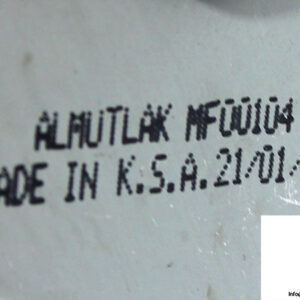 ALMUTLAK MF00104
ADE IN K.S.A. 21/01/